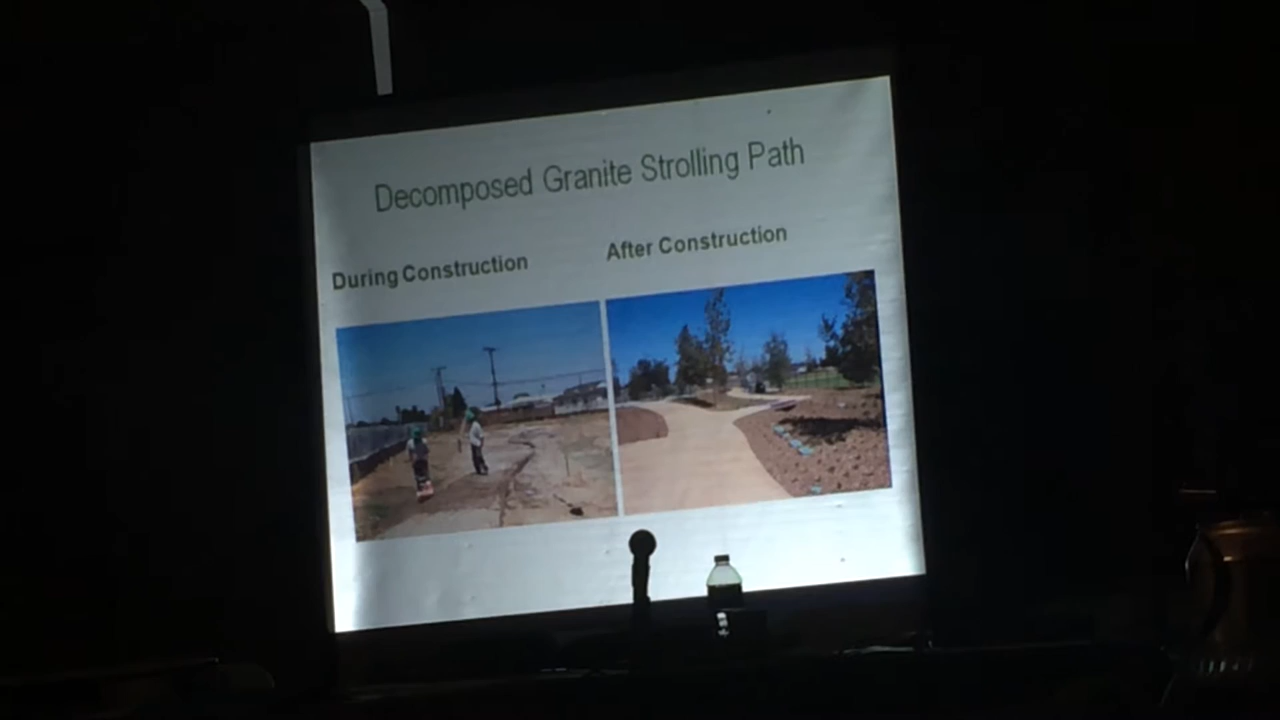 Decomposed Granite Strolling Path
During Construction
After Construction